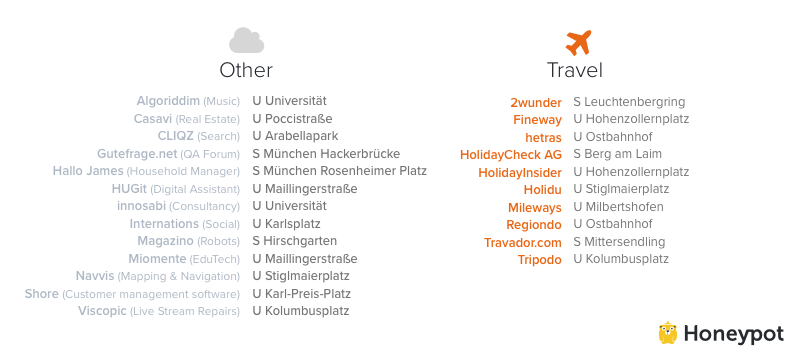 Other
Algoriddim (Music) U Universität
Casavi (Real Estate) U Poccistraße
CLIQZ (Search) U Arabellapark
Gutefrage.net (QA Forum) S München Hackerbrücke
Hallo James (Household Manager) S München Rosenheimer Platz
HUGit (Digital Assistant) U Maillingerstraße
innosabi (Consultancy) U Universität
Internations (Social) U Karlsplatz
Magazino (Robots) S Hirschgarten
Miomente (EduTech) U Maillingerstraße
Navvis (Mapping & Navigation) U Stiglmaierplatz
Shore (Customer management software) U Karl-Preis-Platz
Viscopic (Live Stream Repairs) U Kolumbusplatz
Travel
2wunder S Leuchtenbergring
Fineway U Hohenzollernplatz
hetras U Ostbahnhof
HolidayCheck AG S Berg am Laim
HolidayInsider U Hohenzollernplatz
Holidu U Stiglmaierplatz
Mileways U Milbertshofen
Regiondo U Ostbahnhof
Travador.com S Mittersendling
Tripodo U Kolumbusplatz
Honeypot